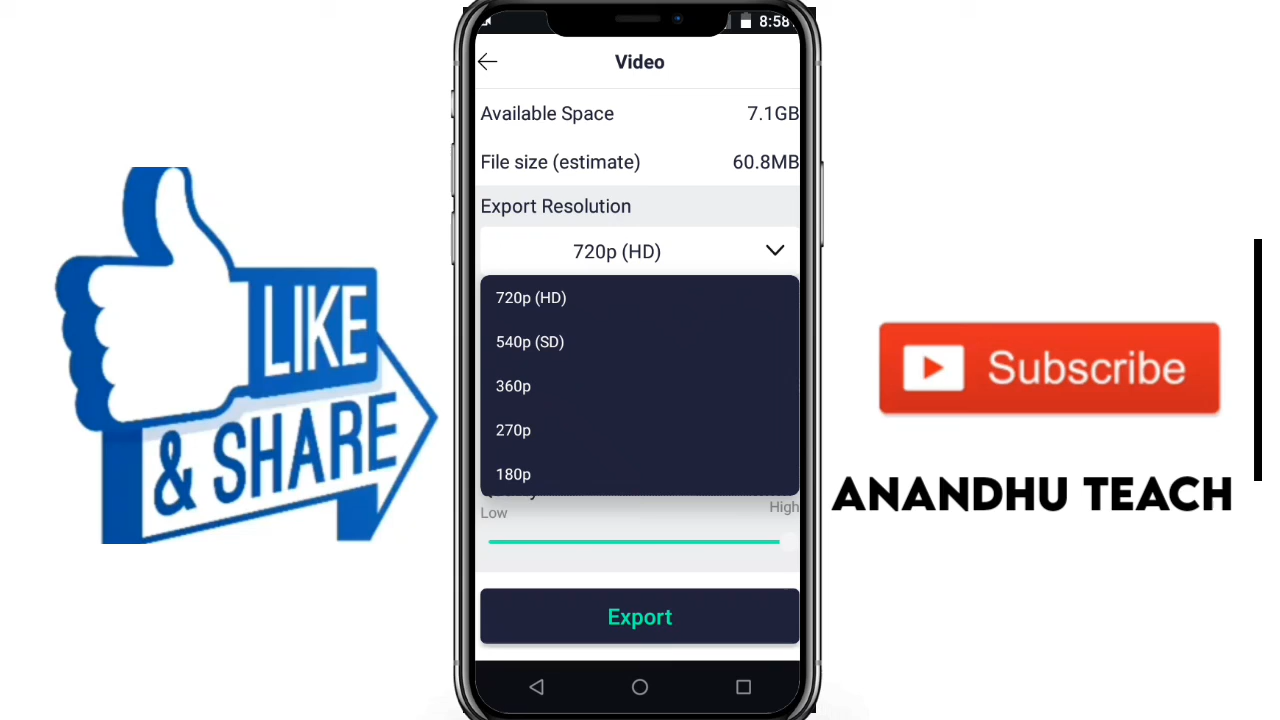 8:58
Video
Available Space 7.1GB
File size (estimate) 60.8MB
Export Resolution
720p (HD)
720p (HD)
540p (SD)
360p
270p
180p
Low High
Export
LIKE
& SHARE
Subscribe
ANANDHU TEACH